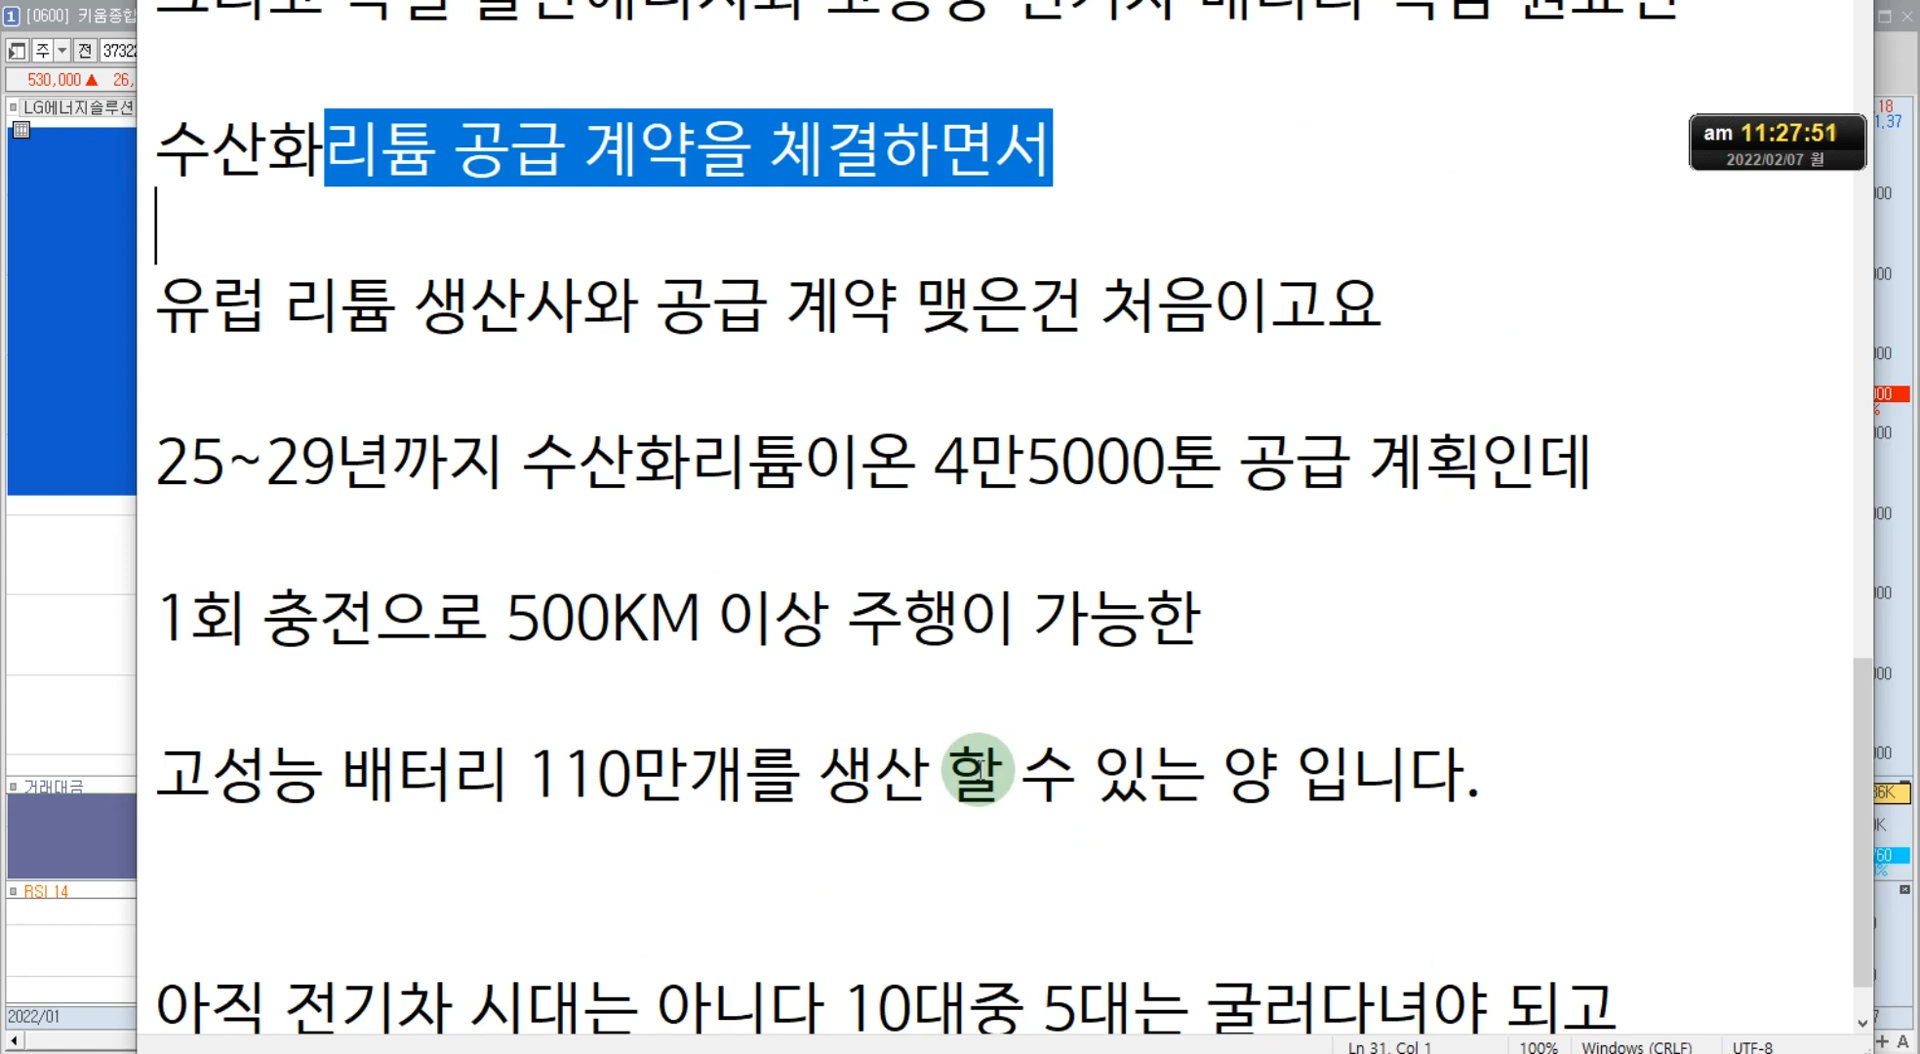 1 [0600] 키움종합
주 전 3732
530,000 ▲ 26,
LG에너지솔루션
수산화리튬 공급 계약을 체결하면서
am 11:27:51
2022/02/07 월
유럽 리튬 생산사와 공급 계약 맺은건 처음이고요
25~29년까지 수산화리튬이온 4만5000톤 공급 계획인데
1회 충전으로 500KM 이상 주행이 가능한
고성능 배터리 110만개를 생산 할 수 있는 양 입니다.
거래대금
RSI 14
아직 전기차 시대는 아니다 10대중 5대는 굴러다녀야 되고
2022/01
Ln 31, Col 1 100% Windows (CRLF) UTF-8